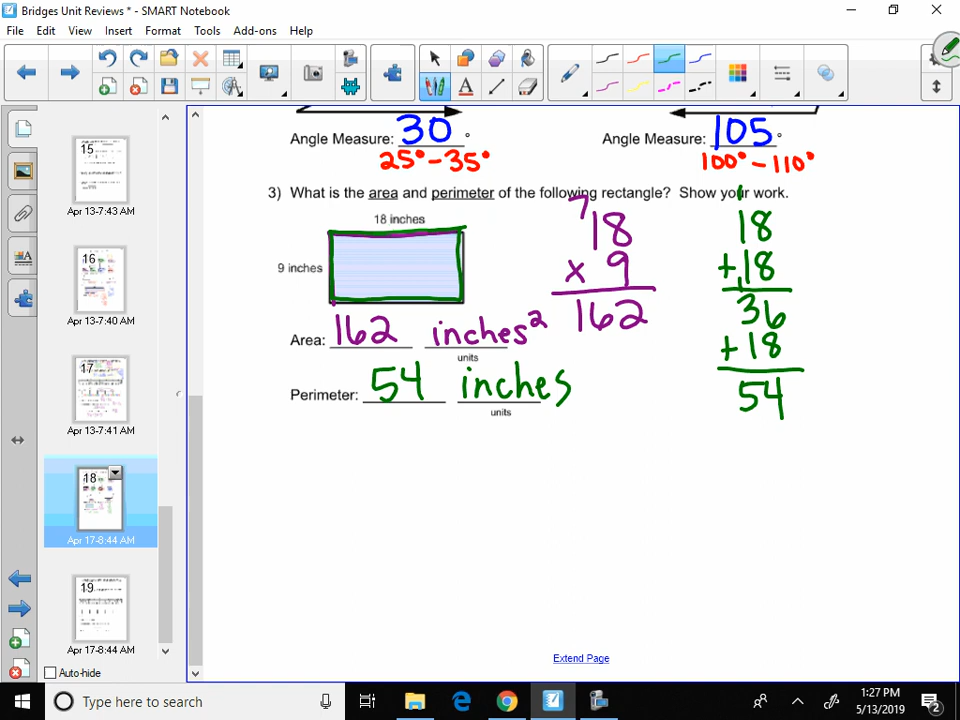 Bridges Unit Reviews * - SMART Notebook
File Edit View Insert Format Tools Add-ons Help
15
Apr 13-7:43 AM
16
Apr 13-7:40 AM
17
Apr 13-7:41 AM
18
Apr 17-8:44 AM
19
Apr 17-8:44 AM
Auto-hide
Angle Measure: 30 °
25° - 35°
Angle Measure: 105 °
100° - 110°
3) What is the area and perimeter of the following rectangle? Show your work.
18 inches
9 inches
Area: 162 inches²
units
Perimeter: 54 inches
units
7
18
x 9
162
1
18
+18
1
36
+18
54
Extend Page
Type here to search
1:27 PM
5/13/2019
2